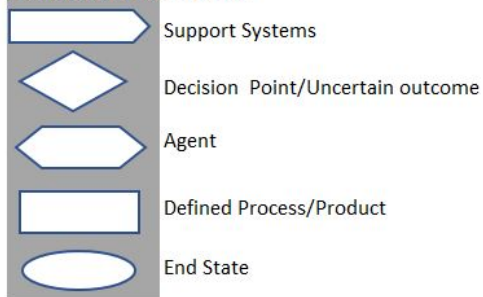 Support Systems
Decision Point/Uncertain outcome
Agent
Defined Process/Product
End State